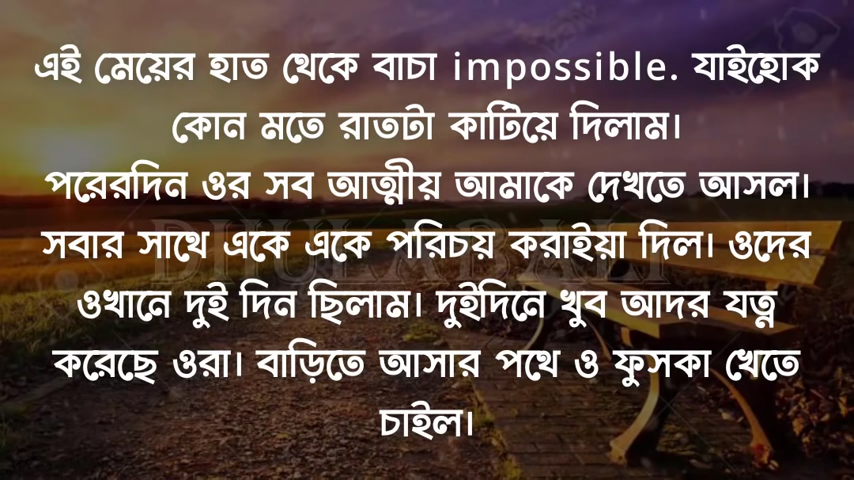 এই মেয়ের হাত থেকে বাচা impossible. যাইহোক
কোন মতে রাতটা কাটিয়ে দিলাম।
পরেরদিন ওর সব আত্মীয় আমাকে দেখতে আসল।
সবার সাথে একে একে পরিচয় করাইয়া দিল। ওদের
ওখানে দুই দিন ছিলাম। দুইদিনে খুব আদর যত্ন
করেছে ওরা। বাড়িতে আসার পথে ও ফুসকা খেতে
চাইল।